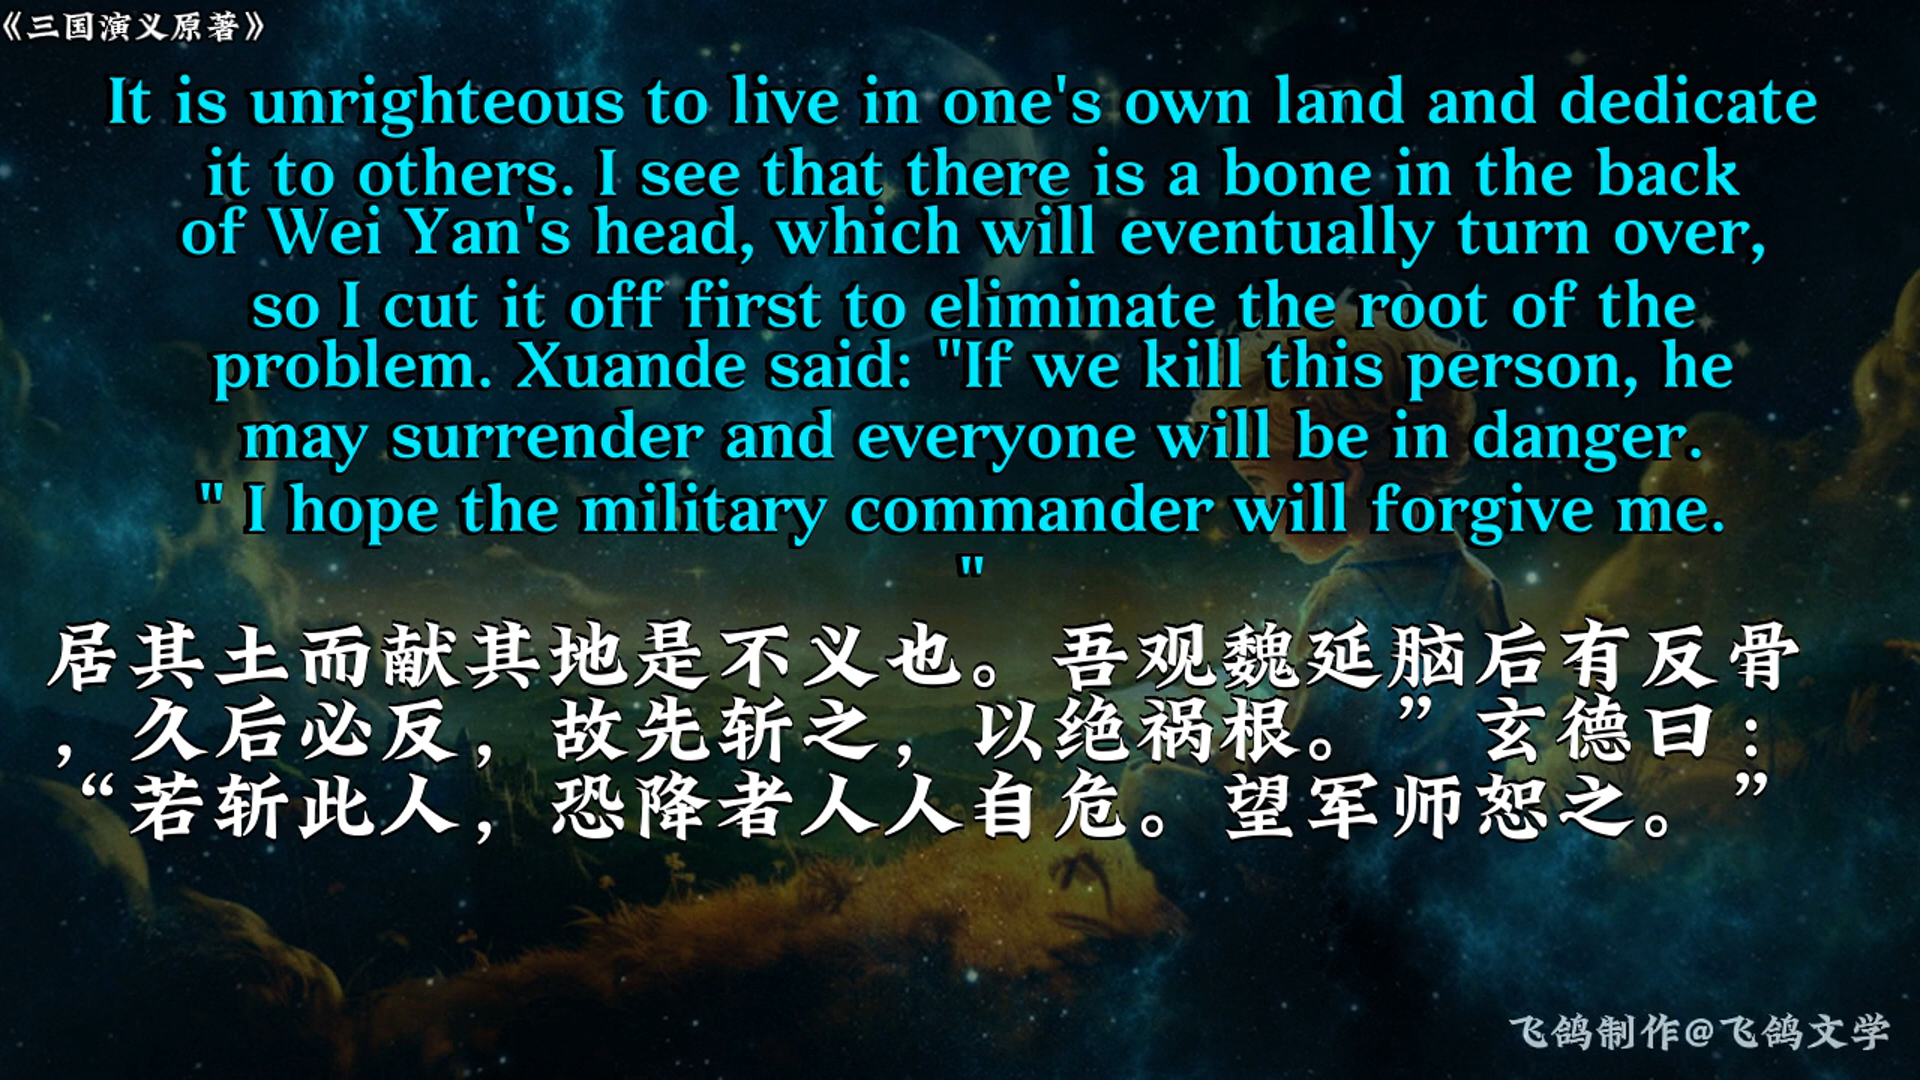 《三国演义原著》
It is unrighteous to live in one's own land and dedicate
it to others. I see that there is a bone in the back
of Wei Yan's head, which will eventually turn over,
so I cut it off first to eliminate the root of the
problem. Xuande said: "If we kill this person, he
may surrender and everyone will be in danger.
" I hope the military commander will forgive me.
"
居其土而献其地是不义也。吾观魏延脑后有反骨
，久后必反，故先斩之，以绝祸根。”玄德曰：
“若斩此人，恐降者人人自危。望军师恕之。”
飞鸽制作@飞鸽文学